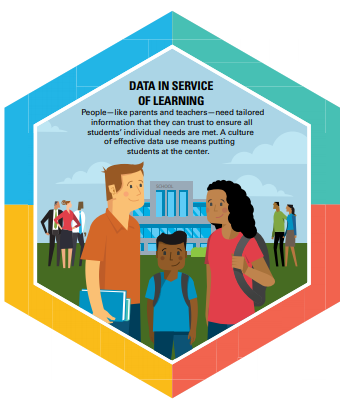 DATA IN SERVICE
OF LEARNING
People—like parents and teachers—need tailored
information that they can trust to ensure all
students' individual needs are met. A culture
of effective data use means putting
students at the center.
SCHOOL